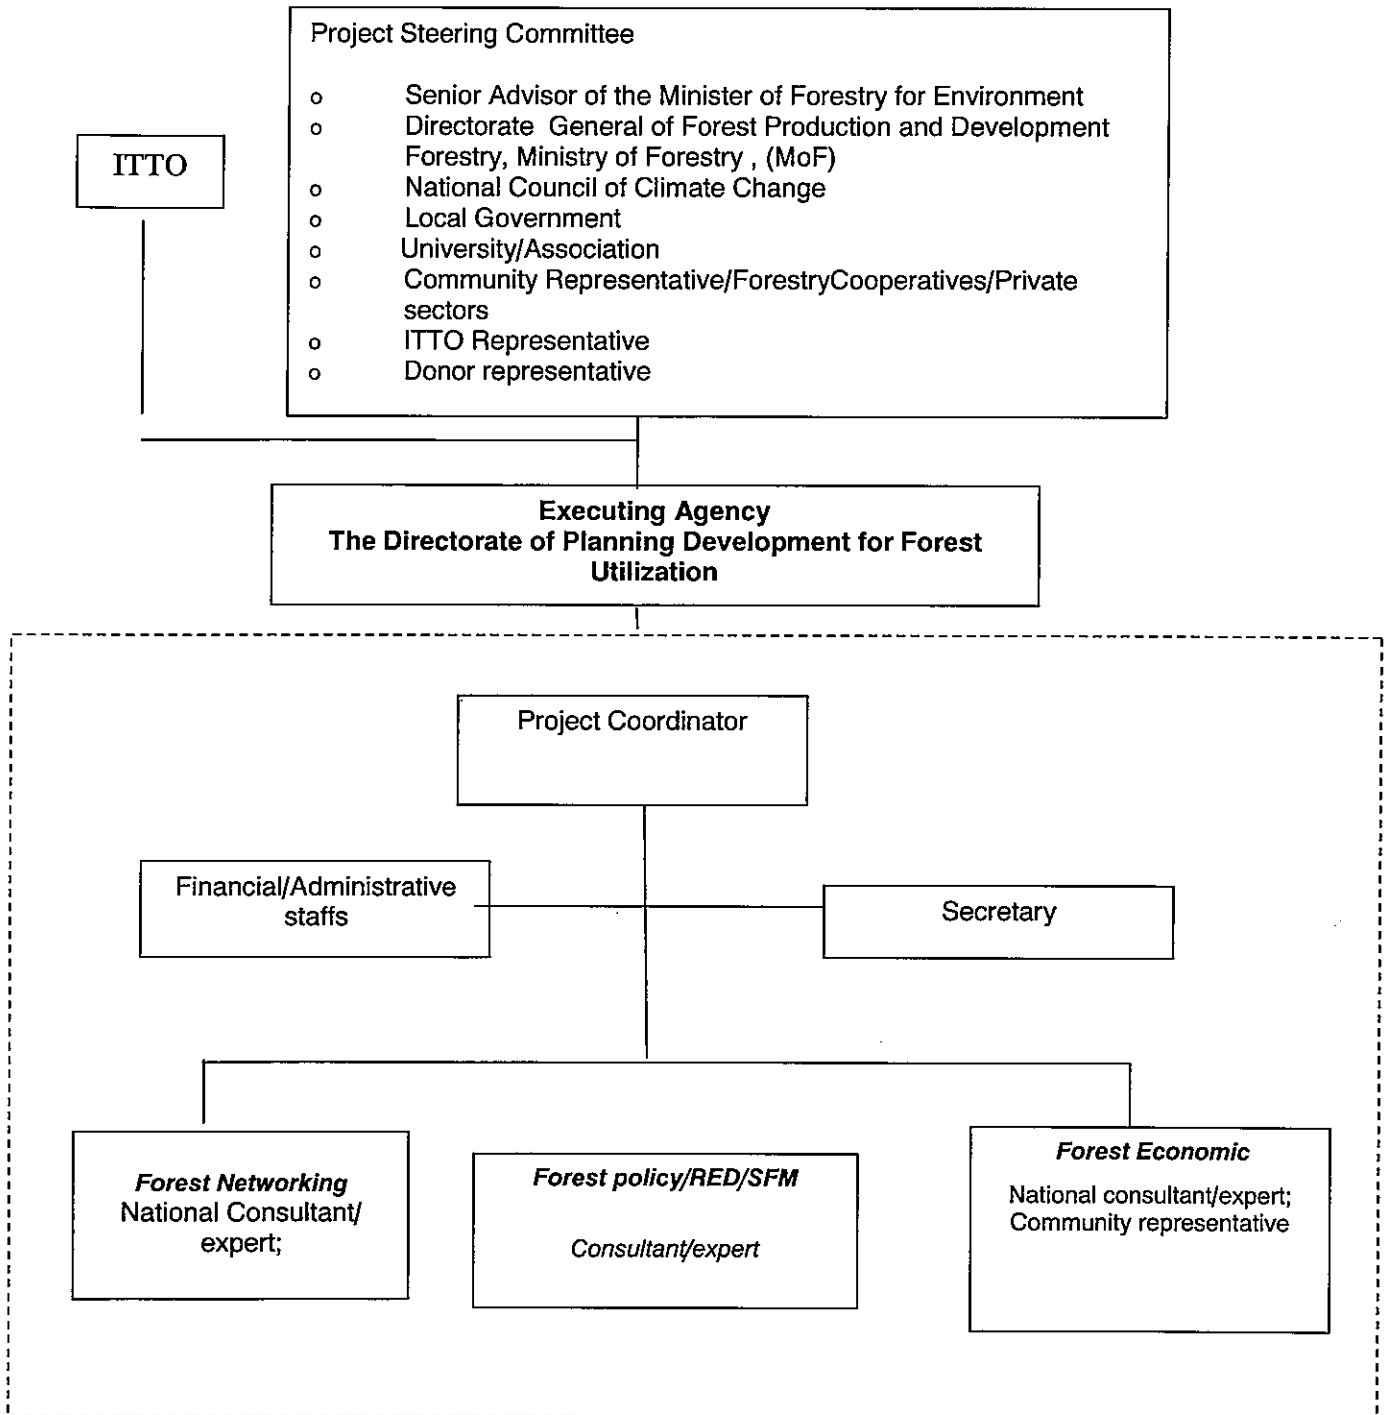 Project Steering Committee
o Senior Advisor of the Minister of Forestry for Environment
o Directorate General of Forest Production and Development
Forestry, Ministry of Forestry , (MoF)
o National Council of Climate Change
o Local Government
o University/Association
o Community Representative/ForestryCooperatives/Private
sectors
o ITTO Representative
o Donor representative
ITTO
Executing Agency
The Directorate of Planning Development for Forest
Utilization
Project Coordinator
Financial/Administrative
staffs
Secretary
Forest Networking
National Consultant/
expert;
Forest policy/RED/SFM
Consultant/expert
Forest Economic
National consultant/expert;
Community representative